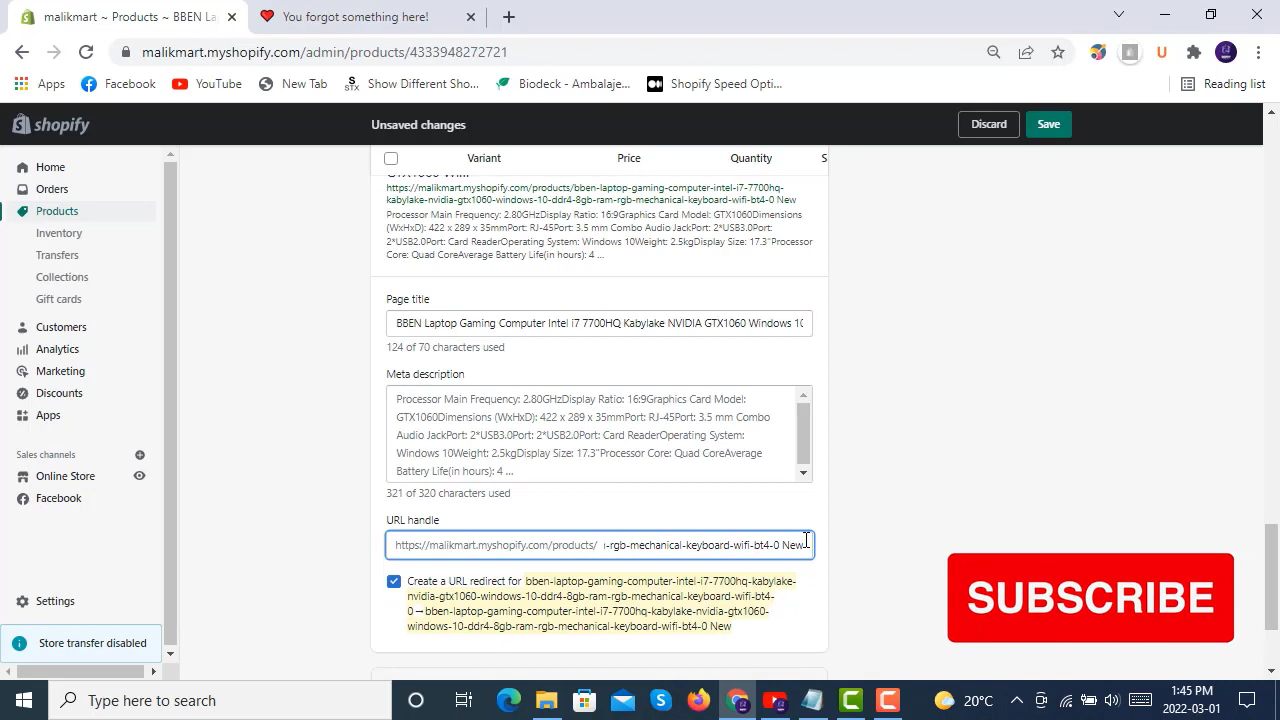 malikmart ~ Products ~ BBEN La
You forgot something here!
malikmart.myshopify.com/admin/products/4333948272721
Apps
Facebook
YouTube
New Tab
STX
Show Different Sho...
Biodeck - Ambalaje...
Shopify Speed Opti...
Reading list
shopify
Unsaved changes
Discard
Save
Home
Orders
Products
Inventory
Transfers
Collections
Gift cards
Customers
Analytics
Marketing
Discounts
Apps
Sales channels
Online Store
Facebook
Settings
Store transfer disabled
Variant
Price
Quantity
S
https://malikmart.myshopify.com/products/bben-laptop-gaming-computer-intel-i7-7700hq-
kabylake-nvidia-gtx1060-windows-10-ddr4-8gb-ram-rgb-mechanical-keyboard-wifi-bt4-0 New
Processor Main Frequency: 2.80GHzDisplay Ratio: 16:9Graphics Card Model: GTX1060Dimensions
(WxHxD): 422 x 289 x 35mmPort: RJ-45Port: 3.5 mm Combo Audio JackPort: 2*USB3.0Port:
2*USB2.0Port: Card ReaderOperating System: Windows 10Weight: 2.5kgDisplay Size: 17.3"Processor
Core: Quad CoreAverage Battery Life(in hours): 4 ...
Page title
BBEN Laptop Gaming Computer Intel i7 7700HQ Kabylake NVIDIA GTX1060 Windows 10
124 of 70 characters used
Meta description
Processor Main Frequency: 2.80GHzDisplay Ratio: 16:9Graphics Card Model:
GTX1060Dimensions (WxHxD): 422 x 289 x 35mmPort: RJ-45Port: 3.5 mm Combo
Audio JackPort: 2*USB3.0Port: 2*USB2.0Port: Card ReaderOperating System:
Windows 10Weight: 2.5kgDisplay Size: 17.3"Processor Core: Quad CoreAverage
Battery Life(in hours): 4 ...
321 of 320 characters used
URL handle
https://malikmart.myshopify.com/products/ -rgb-mechanical-keyboard-wifi-bt4-0 New
Create a URL redirect for bben-laptop-gaming-computer-intel-i7-7700hq-kabylake-
nvidia-gtx1060-windows-10-ddr4-8gb-ram-rgb-mechanical-keyboard-wifi-bt4-
0→bben-laptop-gaming-computer-intel-i7-7700hq-kabylake-nvidia-gtx1060-
windows-10-ddr4-8gb-ram-rgb-mechanical-keyboard-wifi-bt4-0 New
SUBSCRIBE
Type here to search
20°C
1:45 PM
2022-03-01